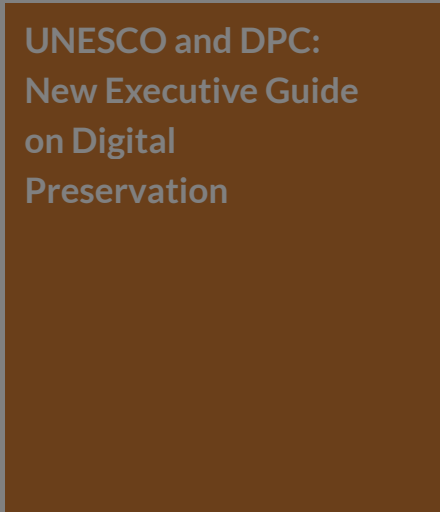 UNESCO and DPC:
New Executive Guide
on Digital
Preservation